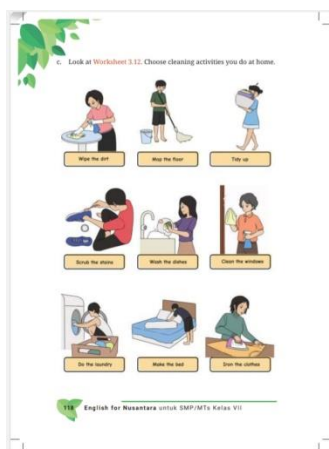 c. Look at Worksheet 3.12. Choose cleaning activities you do at home.
Wipe the dirt
Mop the floor
Tidy up
Scrub the stains
Wash the dishes
Clean the windows
Do the laundry
Make the bed
Iron the clothes
118 English for Nusantara untuk SMP/MTs Kelas VII